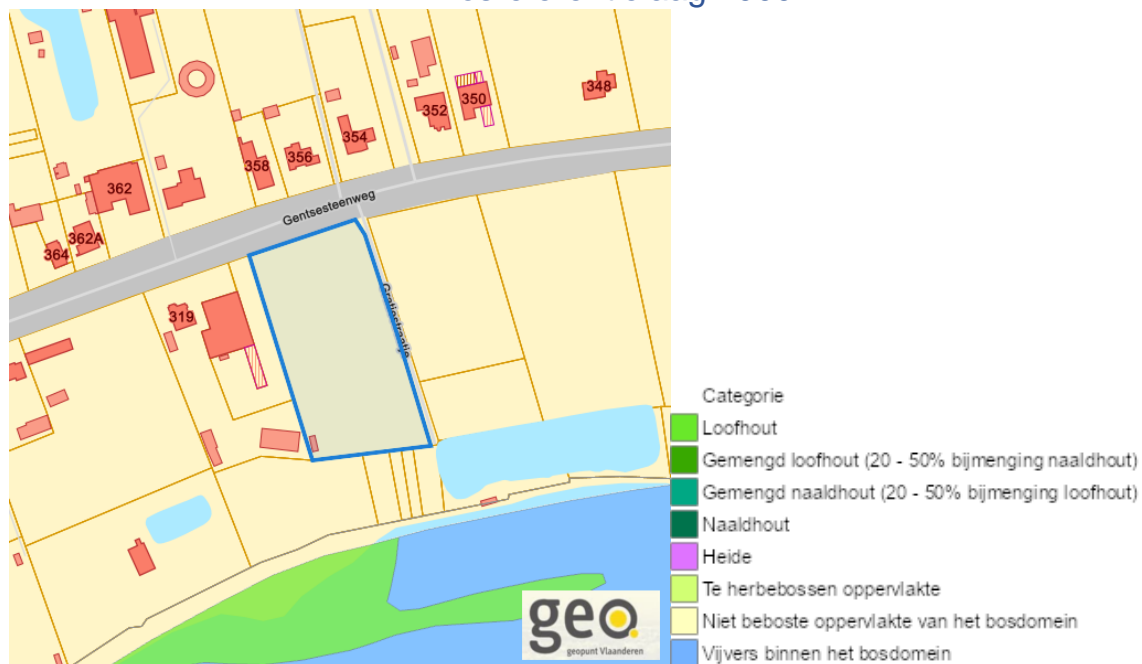 348
350
352
354
356
358
362
362A
364
Gentsesteenweg
319
Gratiestraatje
Categorie
Loofhout
Gemengd loofhout (20 - 50% bijmenging naaldhout)
Gemengd naaldhout (20 - 50% bijmenging loofhout)
Naaldhout
Heide
Te herbebossen oppervlakte
Niet beboste oppervlakte van het bosdomein
Vijvers binnen het bosdomein
geo.
geopunt Vlaanderen